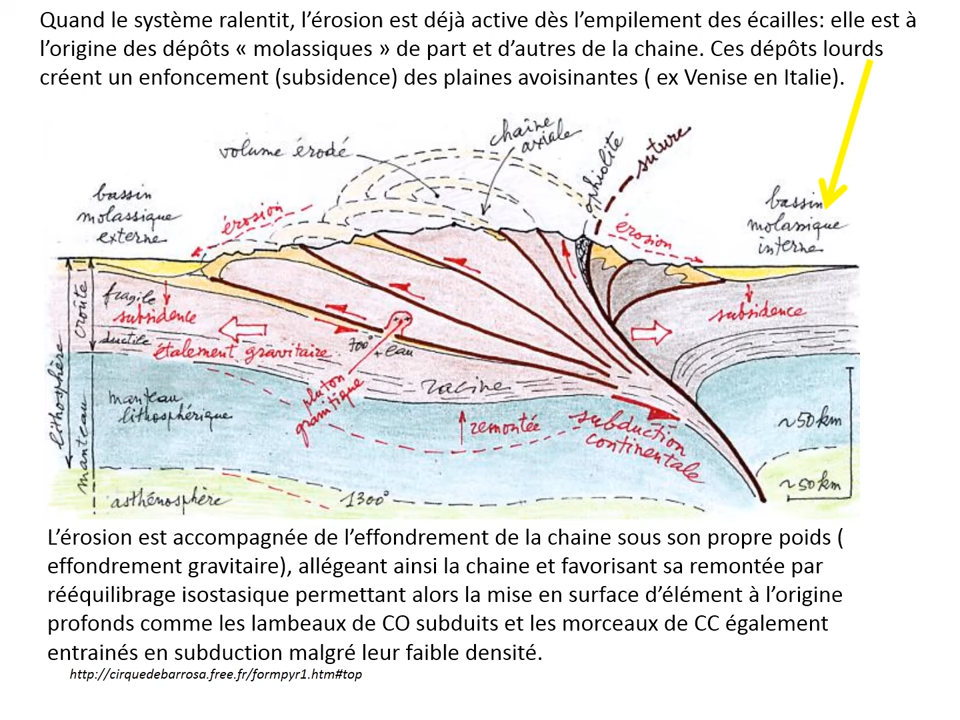 Quand le système ralentit, l’érosion est déjà active dès l’empilement des écailles: elle est à
l’origine des dépôts « molassiques » de part et d’autres de la chaine. Ces dépôts lourds
créent un enfoncement (subsidence) des plaines avoisinantes ( ex Venise en Italie).
volume érodé
chaîne
axiale
ophiolite
suture
bassin
molassique
externe
érosion
érosion
bassin
molassique
interne
fragile
subsidence
subsidence
croûte
ductile
étalement gravitaire
700°
+ eau
pluton
granitique
racine
manteau
lithosphérique
remontée
subduction
continentale
~50km
~50km
lithosphère
manteau
asthénosphère
1300°
L’érosion est accompagnée de l’effondrement de la chaine sous son propre poids (
effondrement gravitaire), allégeant ainsi la chaine et favorisant sa remontée par
rééquilibrage isostasique permettant alors la mise en surface d’élément à l’origine
profonds comme les lambeaux de CO subduits et les morceaux de CC également
entrainés en subduction malgré leur faible densité.
http://cirquedebarrosa.free.fr/formpyr1.htm#top